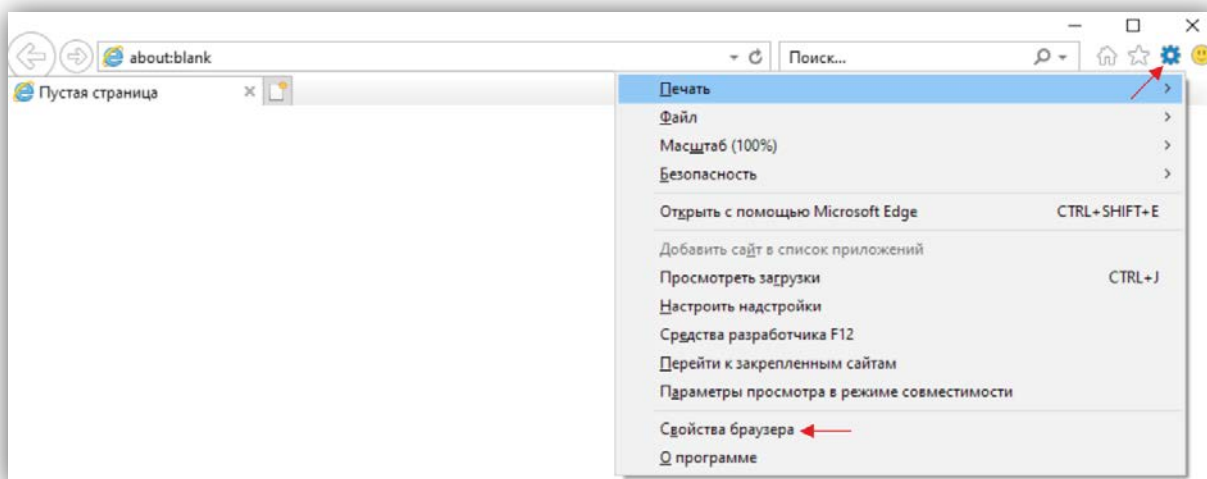 about:blank
Поиск...
Пустая страница
Печать
Файл
Масштаб (100%)
Безопасность
Открыть с помощью Microsoft Edge CTRL+SHIFT+E
Добавить сайт в список приложений
Просмотреть загрузки CTRL+J
Настроить надстройки
Средства разработчика F12
Перейти к закрепленным сайтам
Параметры просмотра в режиме совместимости
Свойства браузера
О программе